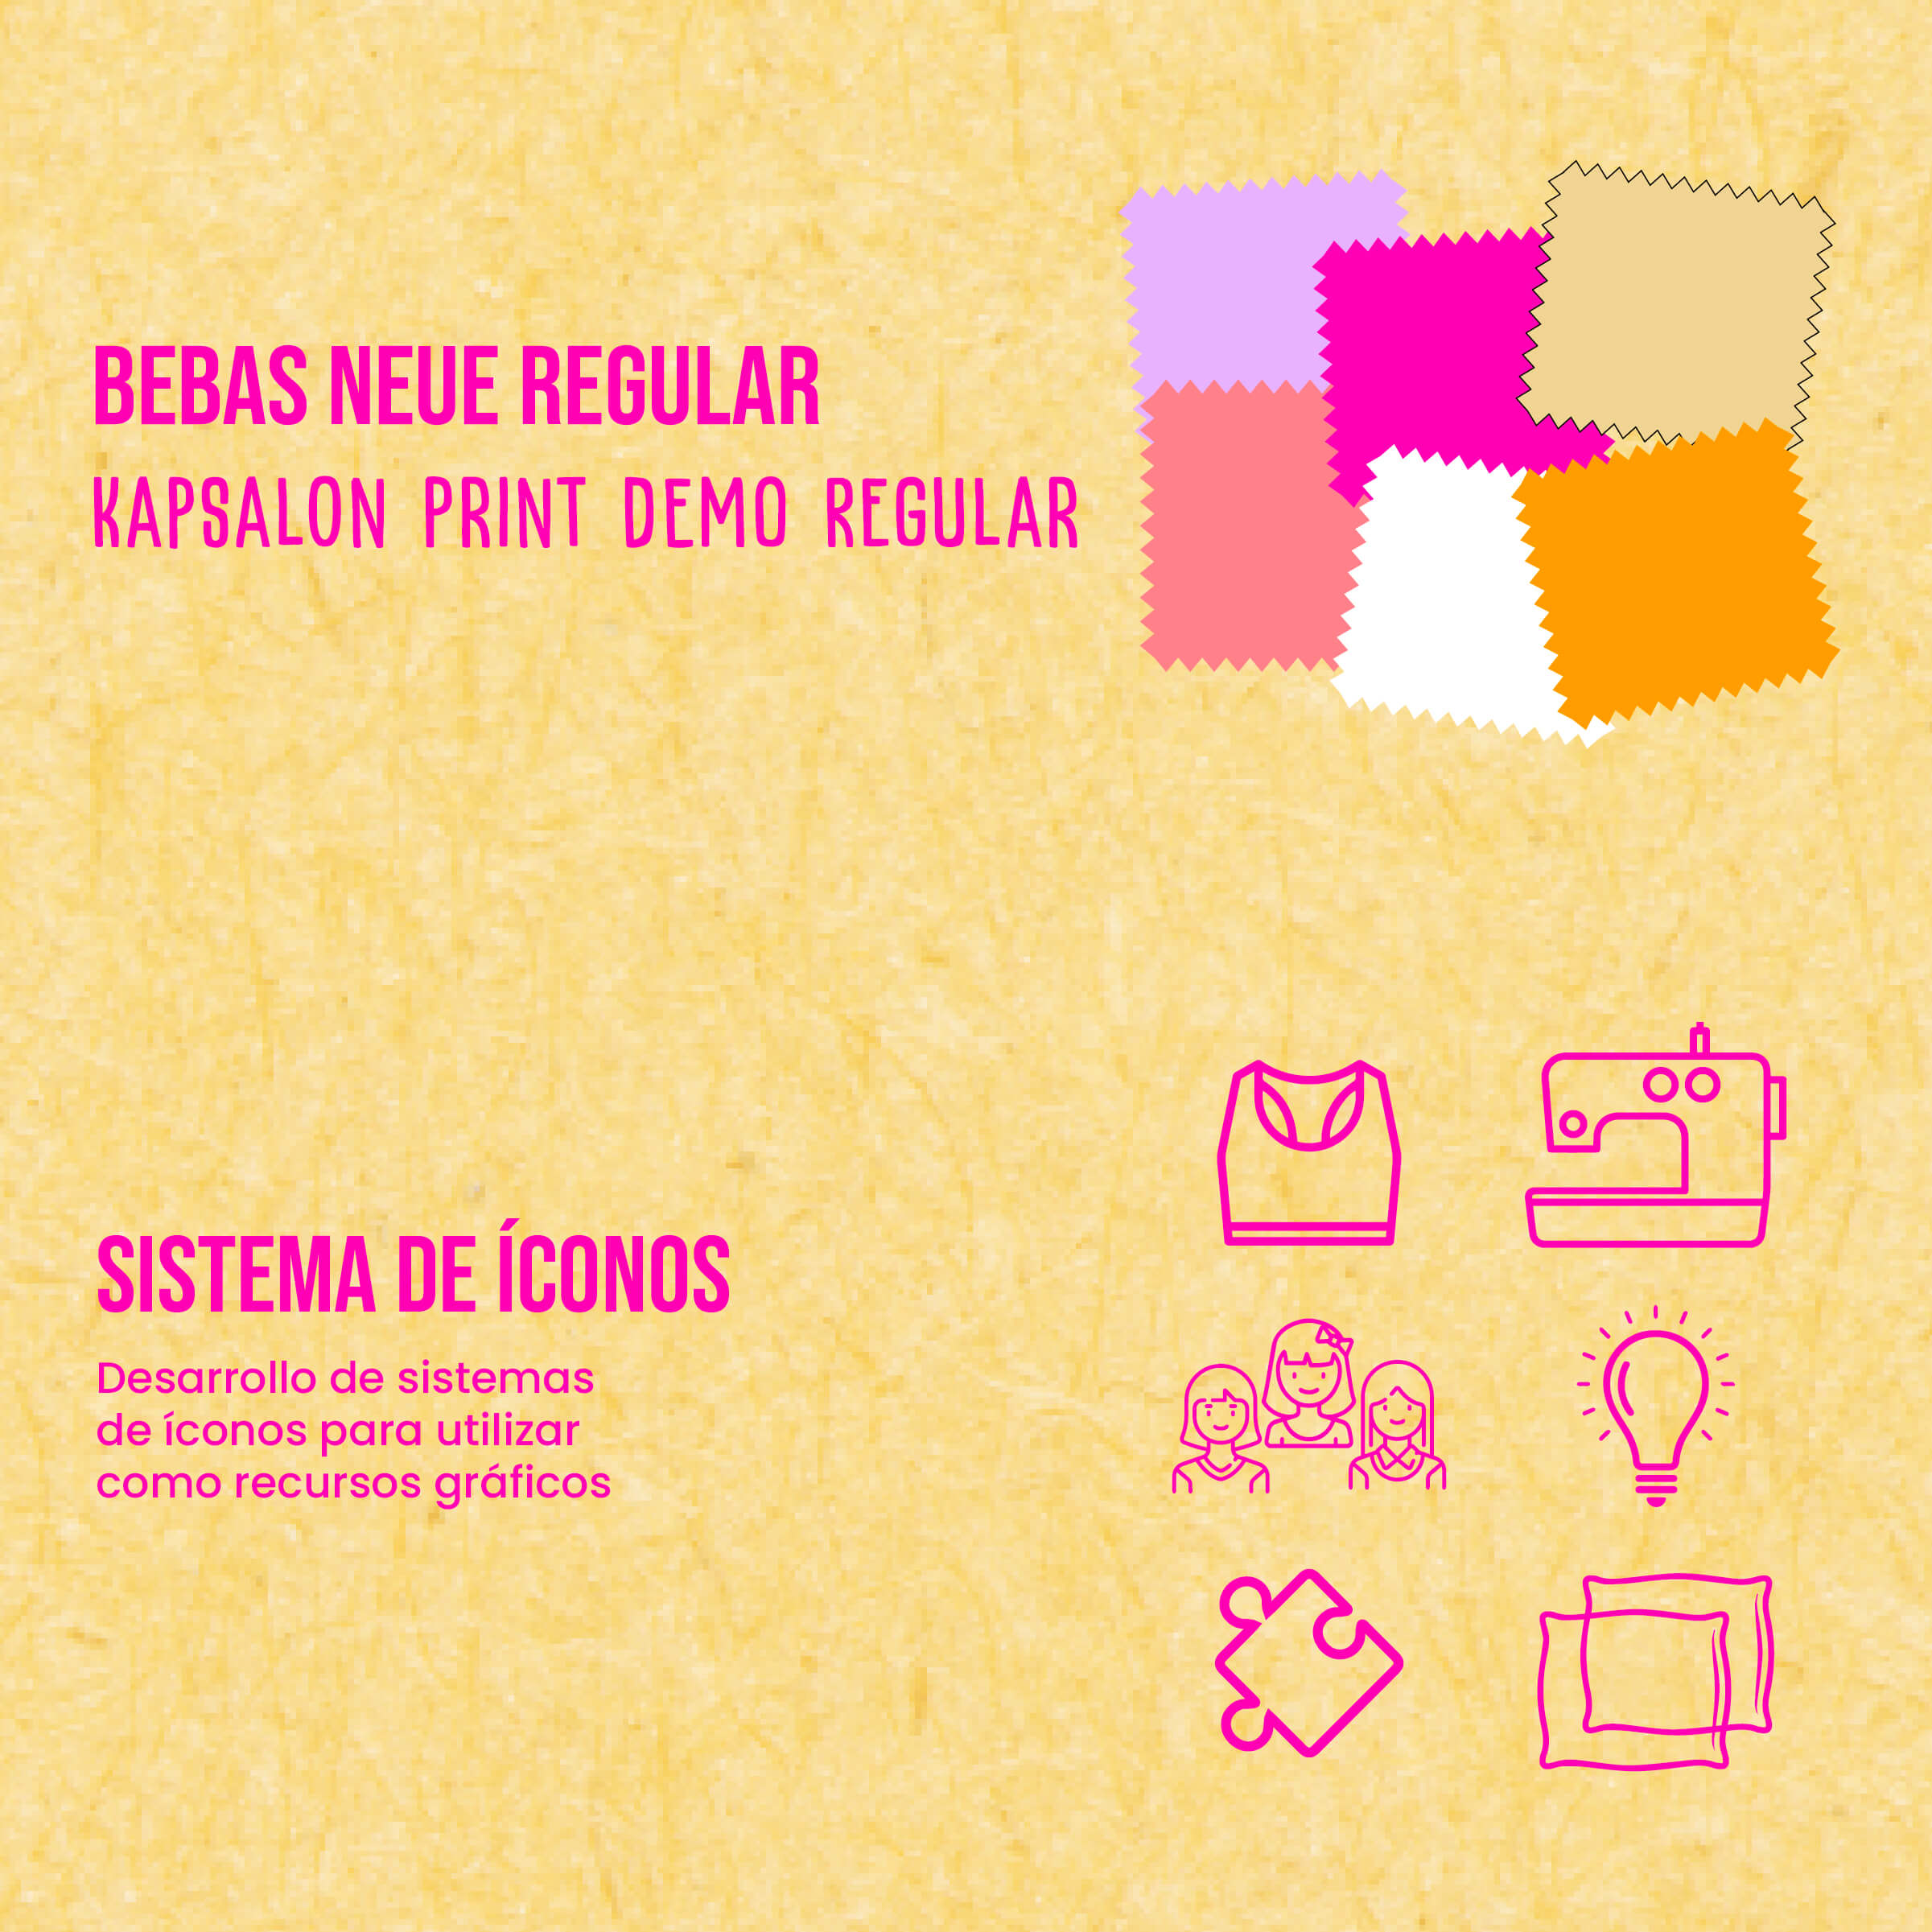 BEBAS NEUE REGULAR
KAPSALON PRINT DEMO REGULAR
SISTEMA DE ÍCONOS
Desarrollo de sistemas
de íconos para utilizar
como recursos gráficos